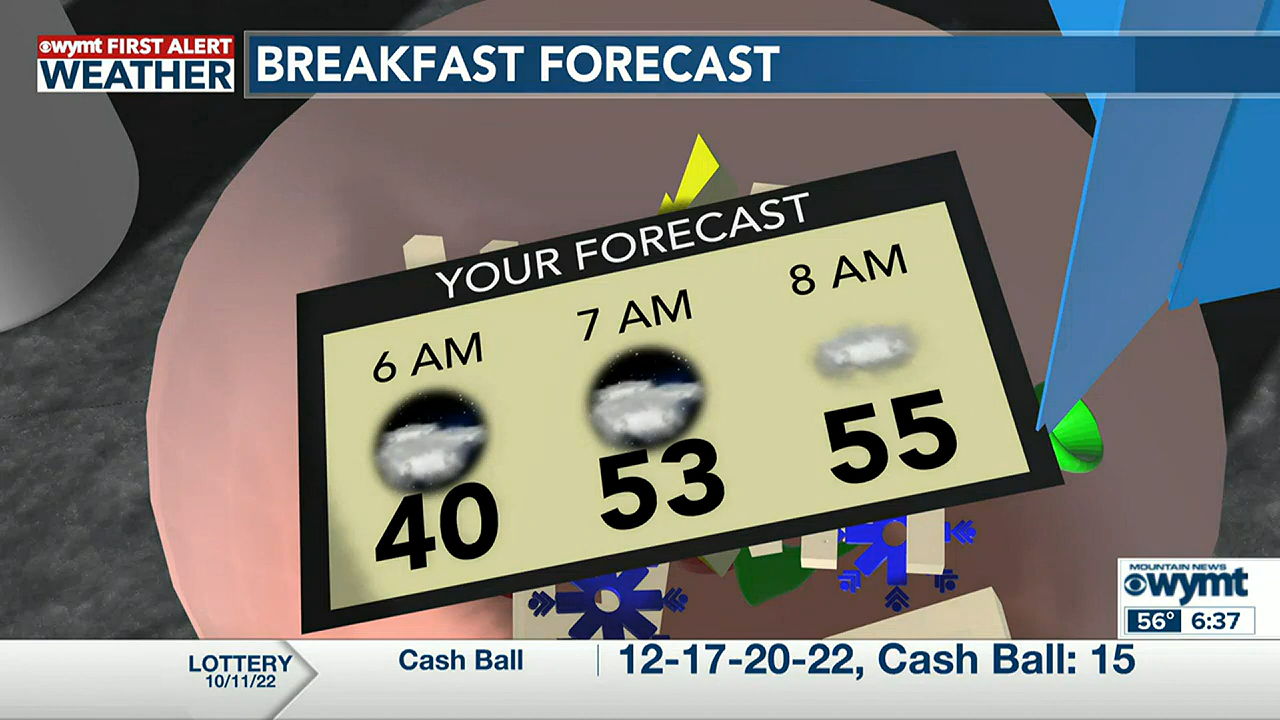 wymt FIRST ALERT
WEATHER
BREAKFAST FORECAST
YOUR FORECAST
6 AM
7 AM
8 AM
40
53
55
MOUNTAIN NEWS
wymt
56° 6:37
LOTTERY
10/11/22
Cash Ball
12-17-20-22, Cash Ball: 15